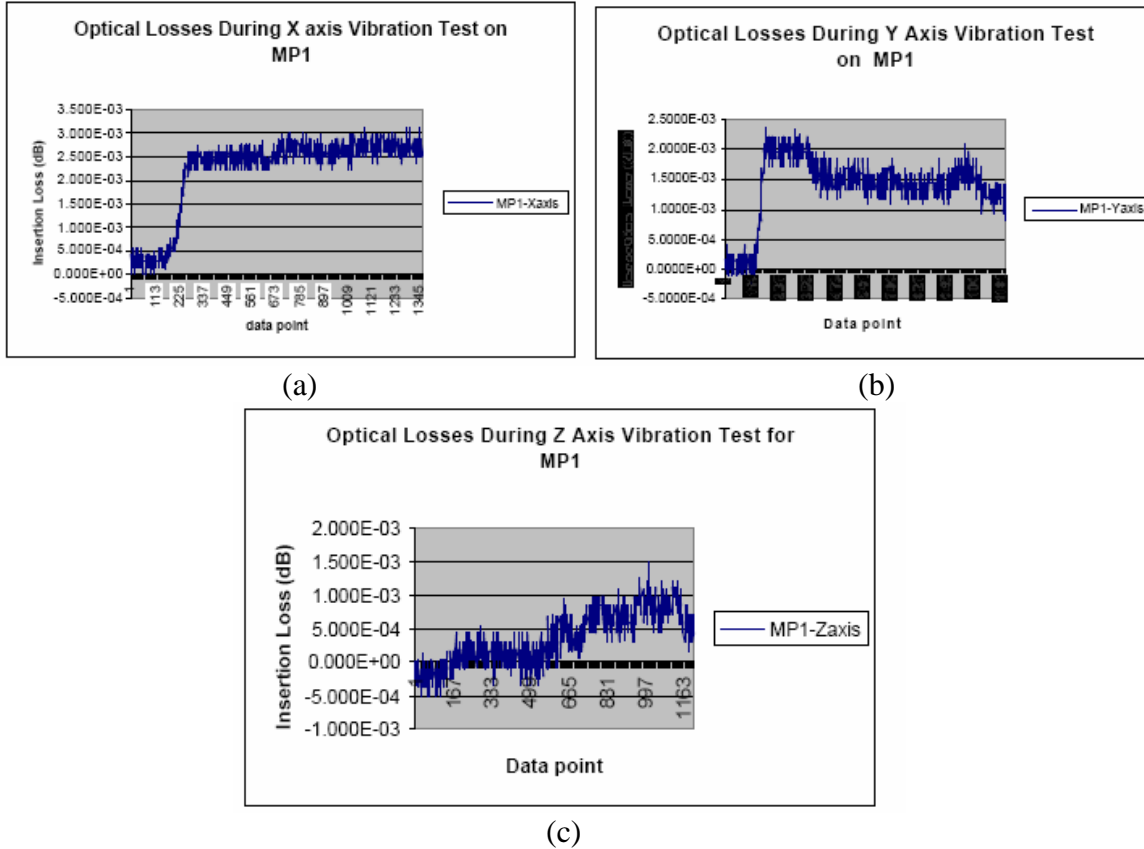 Optical Losses During X axis Vibration Test on
MP1
Insertion Loss (dB)
3.500E-03
3.000E-03
2.500E-03
2.000E-03
1.500E-03
1.000E-03
5.000E-04
0.000E+00
-5.000E-04
1
113
225
337
449
561
673
785
897
1009
1121
1233
1345
data point
MP1-Xaxis
(a)
Optical Losses During Y Axis Vibration Test
on MP1
2.5000E-03
2.0000E-03
1.5000E-03
1.0000E-03
5.0000E-04
0.0000E+00
-5.0000E-04
Data point
MP1-Yaxis
(b)
Optical Losses During Z Axis Vibration Test for
MP1
Insertion Loss (dB)
2.000E-03
1.500E-03
1.000E-03
5.000E-04
0.000E+00
-5.000E-04
-1.000E-03
1
167
333
499
665
831
997
1163
Data point
MP1-Zaxis
(c)